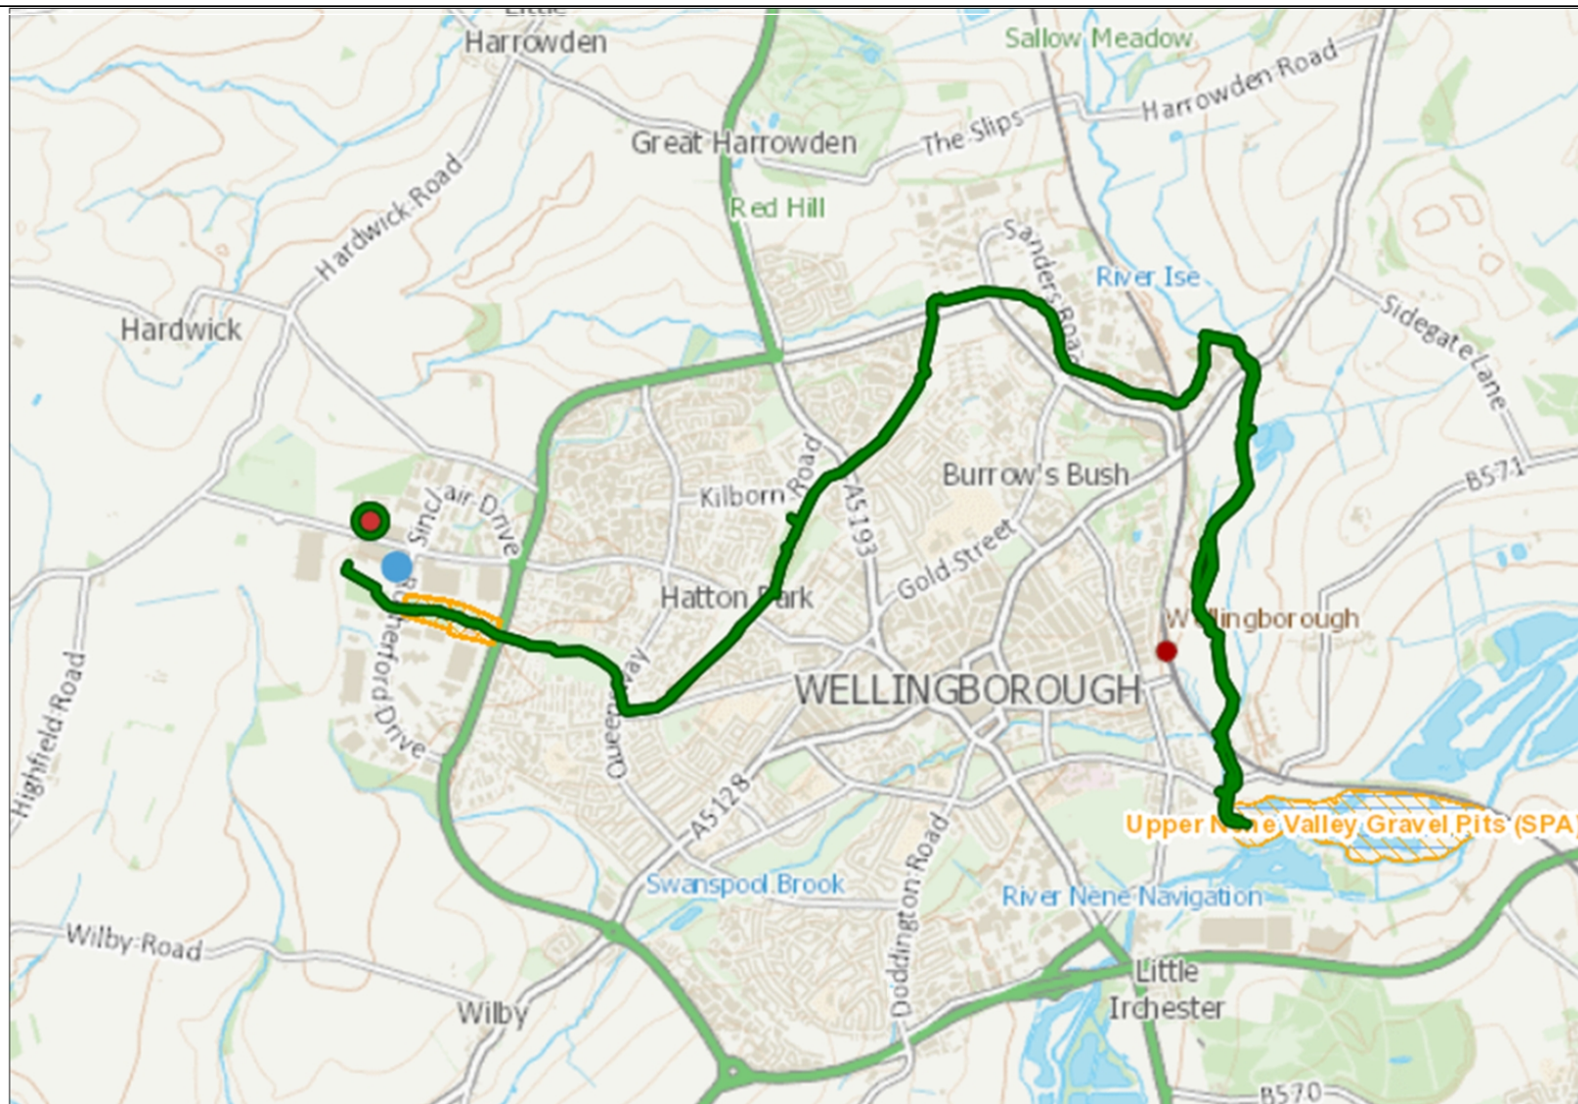 Little
Harrowden
Sallow Meadow
Harrowden Road
Great Harrowden
The Slips
Hardwick Road
Red Hill
Sanders Road
River Ise
Hardwick
Sidegate Lane
Kilborn Road
Burrow's Bush
B571
Sinclair Drive
A5193
Gold Street
Hatton Park
Rutherford Drive
Wellingborough
Queensway
WELLINGBOROUGH
Highfield Road
A5128
Upper Nene Valley Gravel Pits (SPA)
Swanspool Brook
Doddington Road
River Nene Navigation
Wilby Road
Little
Irchester
Wilby
B570